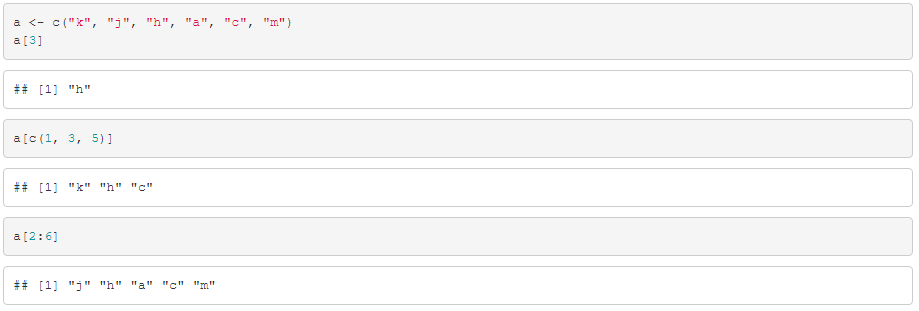 a <- c("k", "j", "h", "a", "c", "m")
a[3]
## [1] "h"
a[c(1, 3, 5)]
## [1] "k" "h" "c"
a[2:6]
## [1] "j" "h" "a" "c" "m"